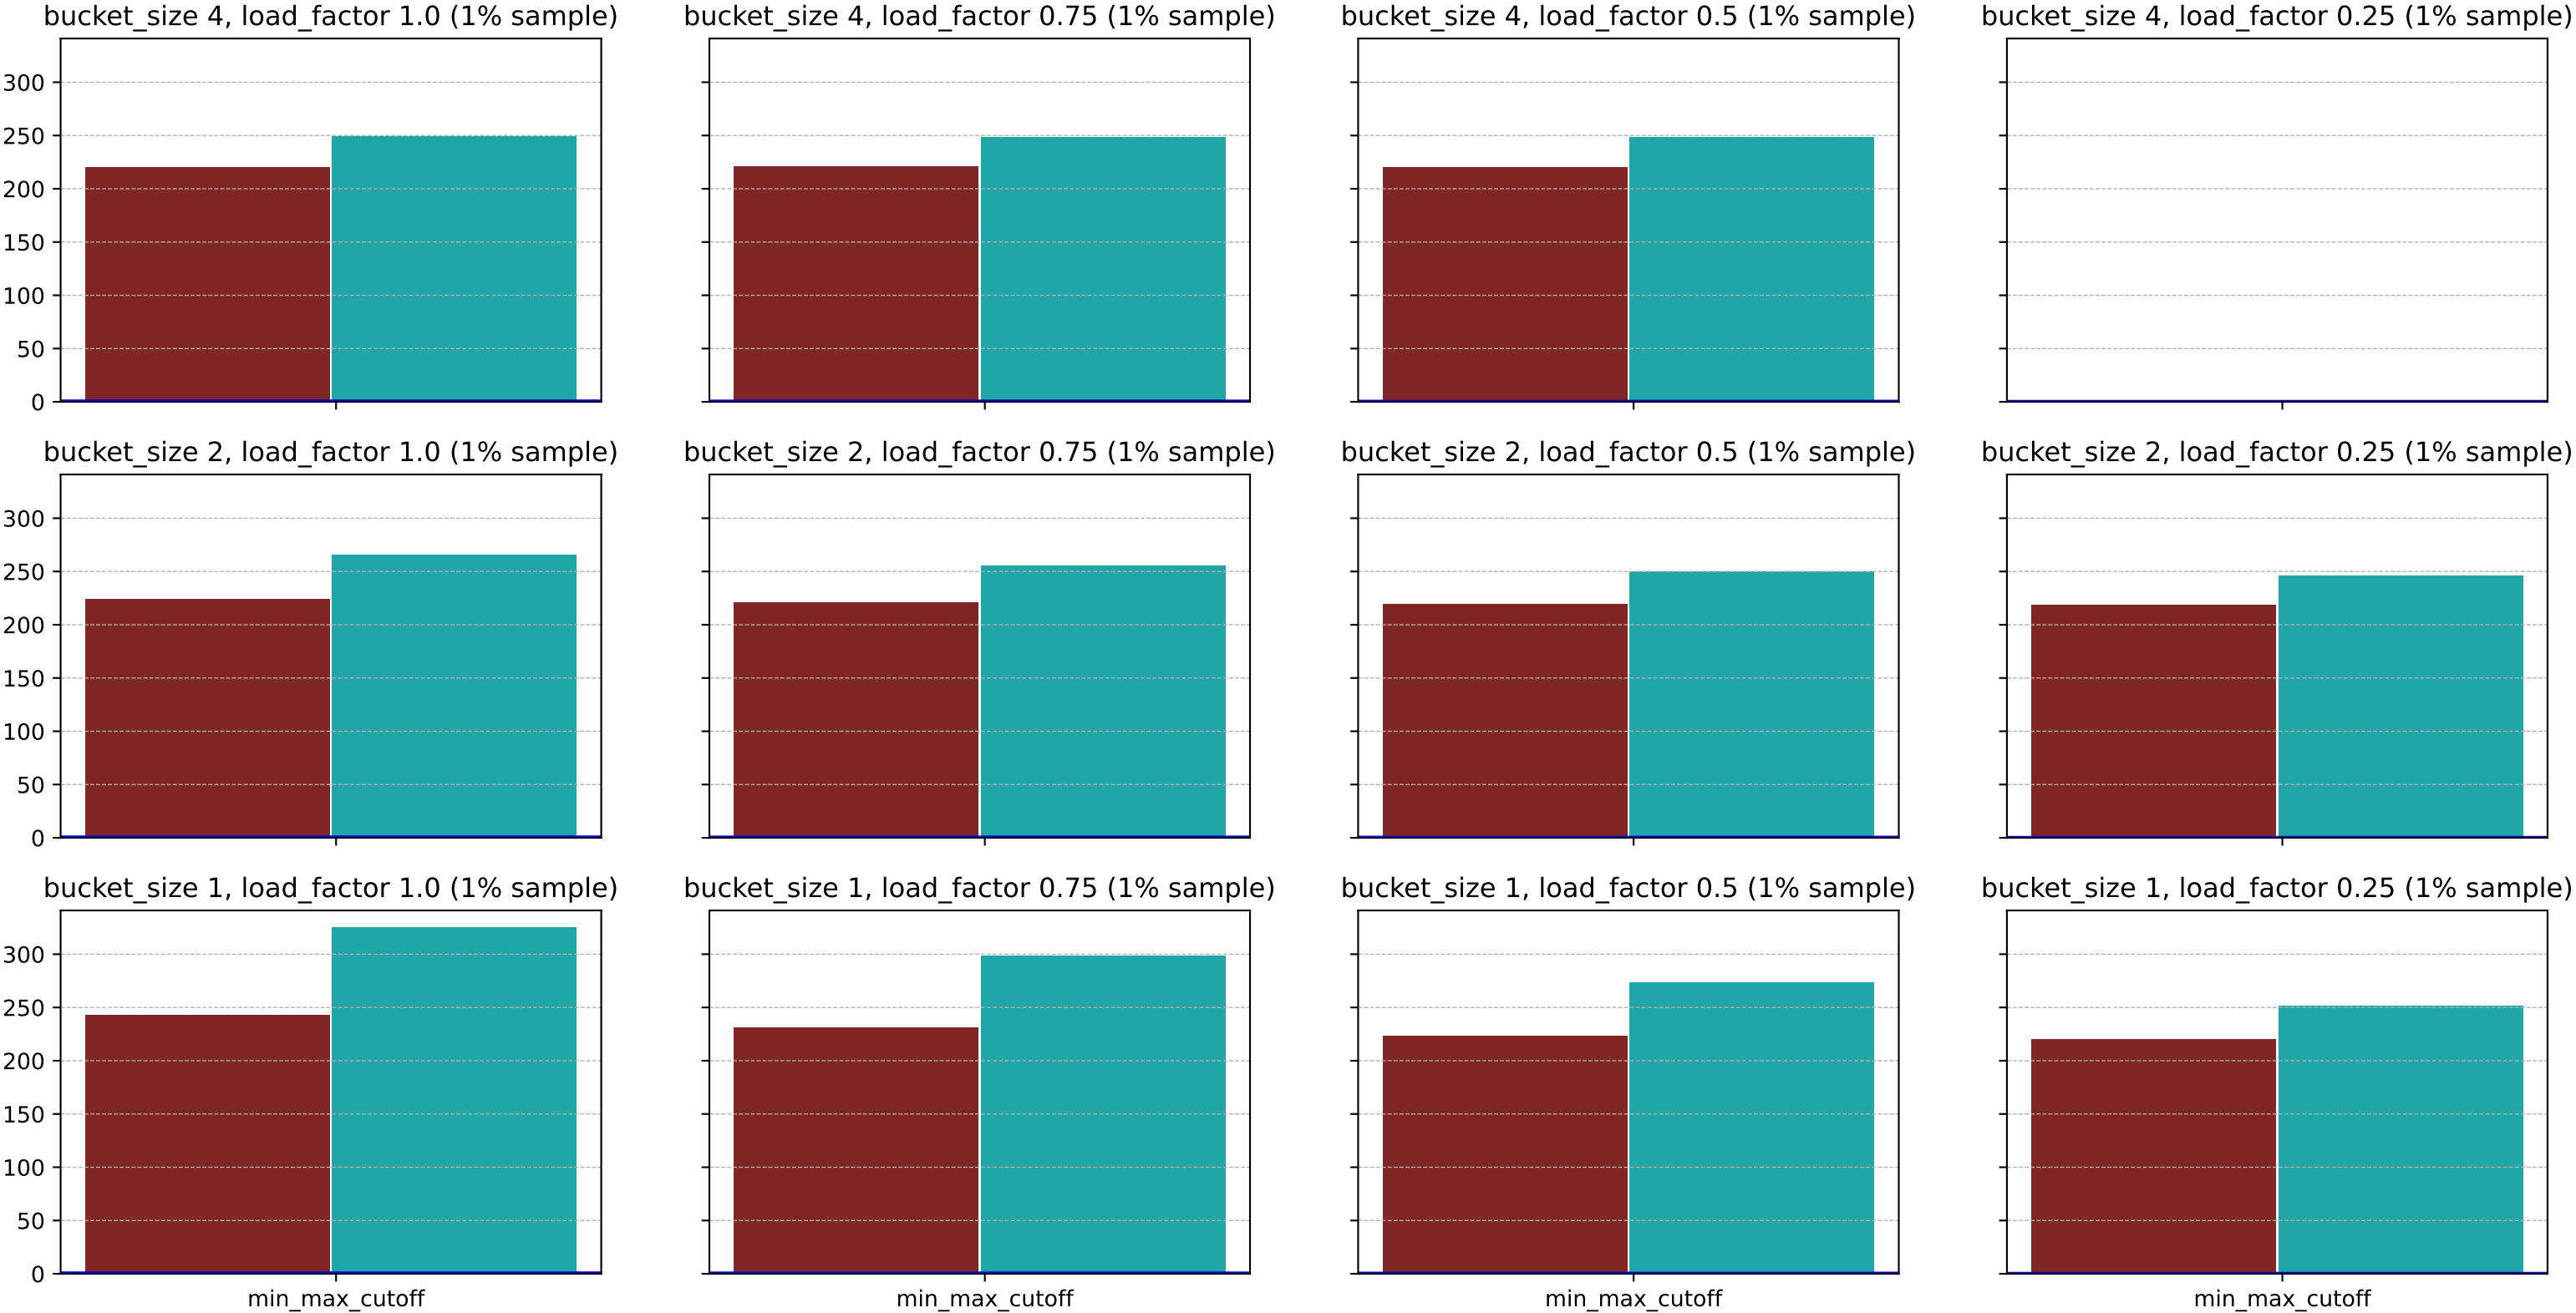 bucket_size 4, load_factor 1.0 (1% sample)
bucket_size 4, load_factor 0.75 (1% sample)
bucket_size 4, load_factor 0.5 (1% sample)
bucket_size 4, load_factor 0.25 (1% sample)
300
250
200
150
100
50
0
bucket_size 2, load_factor 1.0 (1% sample)
bucket_size 2, load_factor 0.75 (1% sample)
bucket_size 2, load_factor 0.5 (1% sample)
bucket_size 2, load_factor 0.25 (1% sample)
300
250
200
150
100
50
0
bucket_size 1, load_factor 1.0 (1% sample)
bucket_size 1, load_factor 0.75 (1% sample)
bucket_size 1, load_factor 0.5 (1% sample)
bucket_size 1, load_factor 0.25 (1% sample)
300
250
200
150
100
50
0
min_max_cutoff
min_max_cutoff
min_max_cutoff
min_max_cutoff